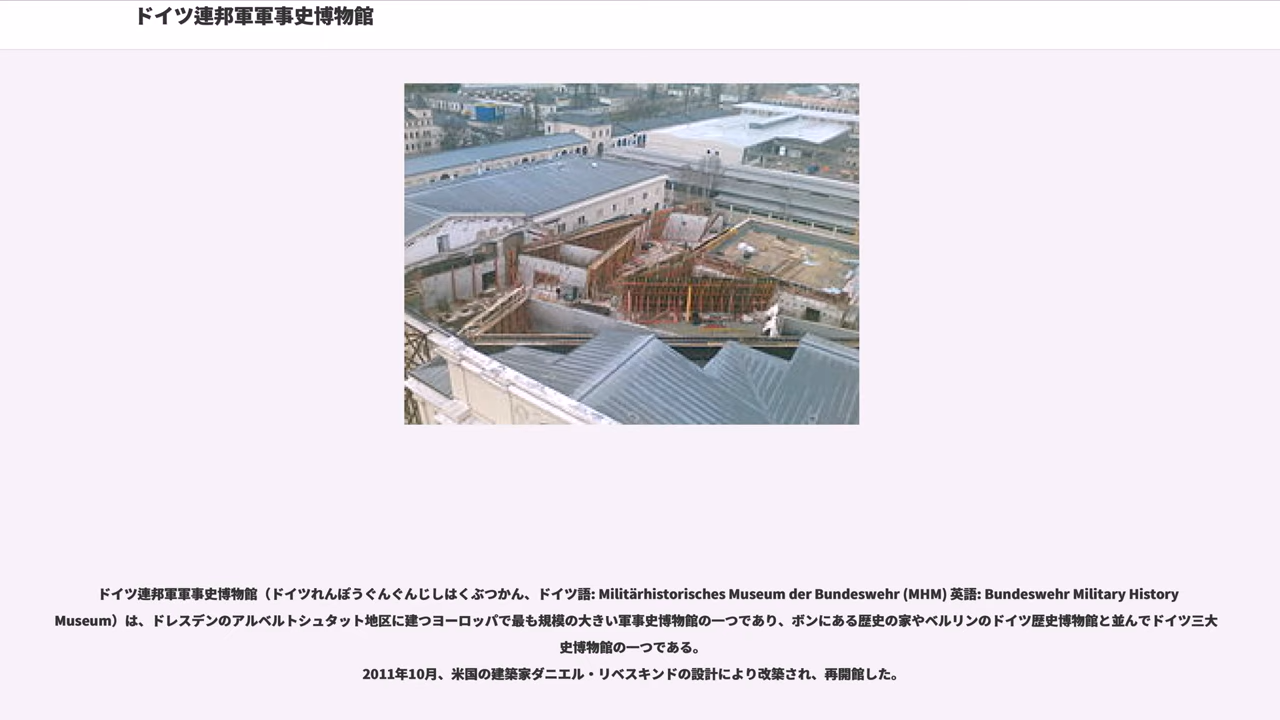 ドイツ連邦軍軍事史博物館
ドイツ連邦軍軍事史博物館（ドイツれんぽうぐんぐんじしはくぶつかん、ドイツ語: Militärhistorisches Museum der Bundeswehr (MHM) 英語: Bundeswehr Military History
Museum）は、ドレスデンのアルベルトシュタット地区に建つヨーロッパで最も規模の大きい軍事史博物館の一つであり、ボンにある歴史の家やベルリンのドイツ歴史博物館と並んでドイツ三大
史博物館の一つである。
2011年10月、米国の建築家ダニエル・リベスキンドの設計により改築され、再開館した。